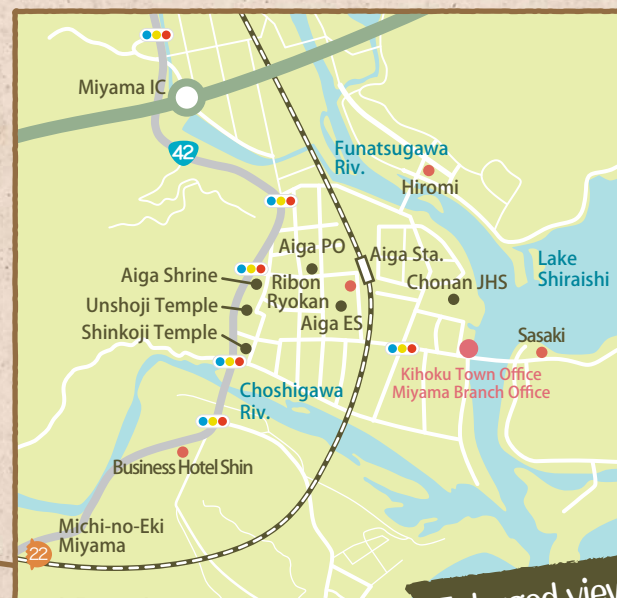 Miyama IC
42
Funatsugawa
Riv.
Hiromi
Aiga PO
Aiga Sta.
Aiga Shrine
Ribon
Ryokan
Chonan JHS
Lake
Shiraishi
Unshoji Temple
Aiga ES
Shinkoji Temple
Sasaki
Kihoku Town Office
Miyama Branch Office
Choshigawa
Riv.
Business Hotel Shin
Michi-no-Eki
Miyama
22
Enlarged view